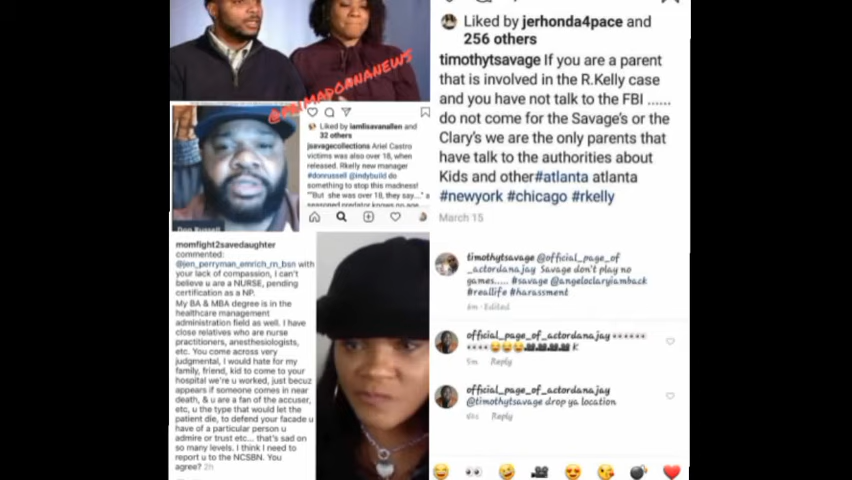 @PRIMADONANEWS
Liked by iamlisavanallen and
32 others
jsavagecollections Ariel Castro
victims was also over 18, when
released. Rkelly new manager
#donrussell @indybuild do
something to stop this madness!
"But she was over 18, they say..." a
seasoned predator knows no age
Don Russell
momfight2savedaughter
commented:
@jen_perryman_emrich_rn_bsn with
your lack of compassion, I can't
believe u are a NURSE, pending
certification as a NP.
My BA & MBA degree is in the
healthcare management
administration field as well. I have
close relatives who are nurse
practitioners, anesthesiologists,
etc. You come across very
judgmental, I would hate for my
family, friend, kid to come to your
hospital we're u worked, just becuz
appears if someone comes in near
death, & u are a fan of the accuser,
etc, u the type that would let the
patient die, to defend your facade u
have of a particular person u
admire or trust etc... that's sad on
so many levels. I think I need to
report u to the NCSBN. You
agree? 2h
Liked by jerhonda4pace and
256 others
timothytsavage If you are a parent
that is involved in the R.Kelly case
and you have not talk to the FBI ......
do not come for the Savage's or the
Clary's we are the only parents that
have talk to the authorities about
Kids and other#atlanta atlanta
#newyork #chicago #rkelly
March 15
timothytsavage @official_page_of
_actordanajay Savage don't play no
games..... #savage @angeloclaryiamback
#reallife #harassment
6m · Edited
official_page_of_actordanajay 👀👀👀👀👀👀
👀👀👀👀😂😂😂🎥🎥🎥🎥 K
5m Reply
official_page_of_actordanajay
@timothytsavage drop ya location
Reply